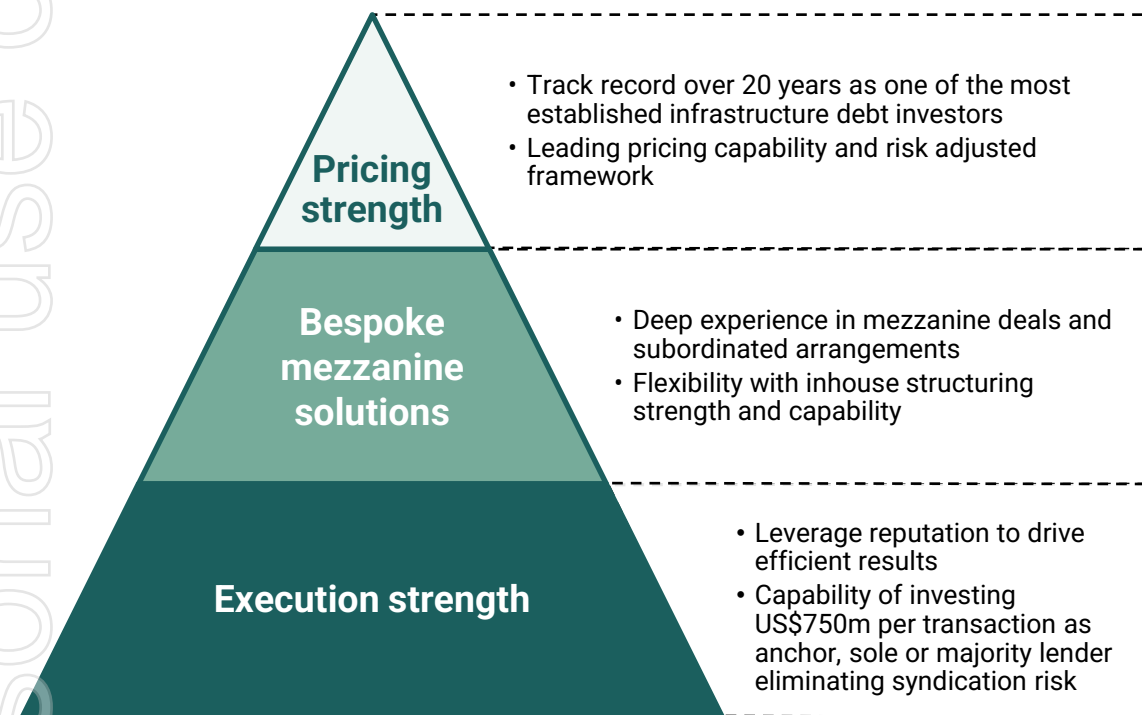 Pricing
strength
• Track record over 20 years as one of the most
established infrastructure debt investors
• Leading pricing capability and risk adjusted
framework
Bespoke
mezzanine
solutions
• Deep experience in mezzanine deals and
subordinated arrangements
• Flexibility with inhouse structuring
strength and capability
Execution strength
• Leverage reputation to drive
efficient results
• Capability of investing
US$750m per transaction as
anchor, sole or majority lender
eliminating syndication risk
sonal use o